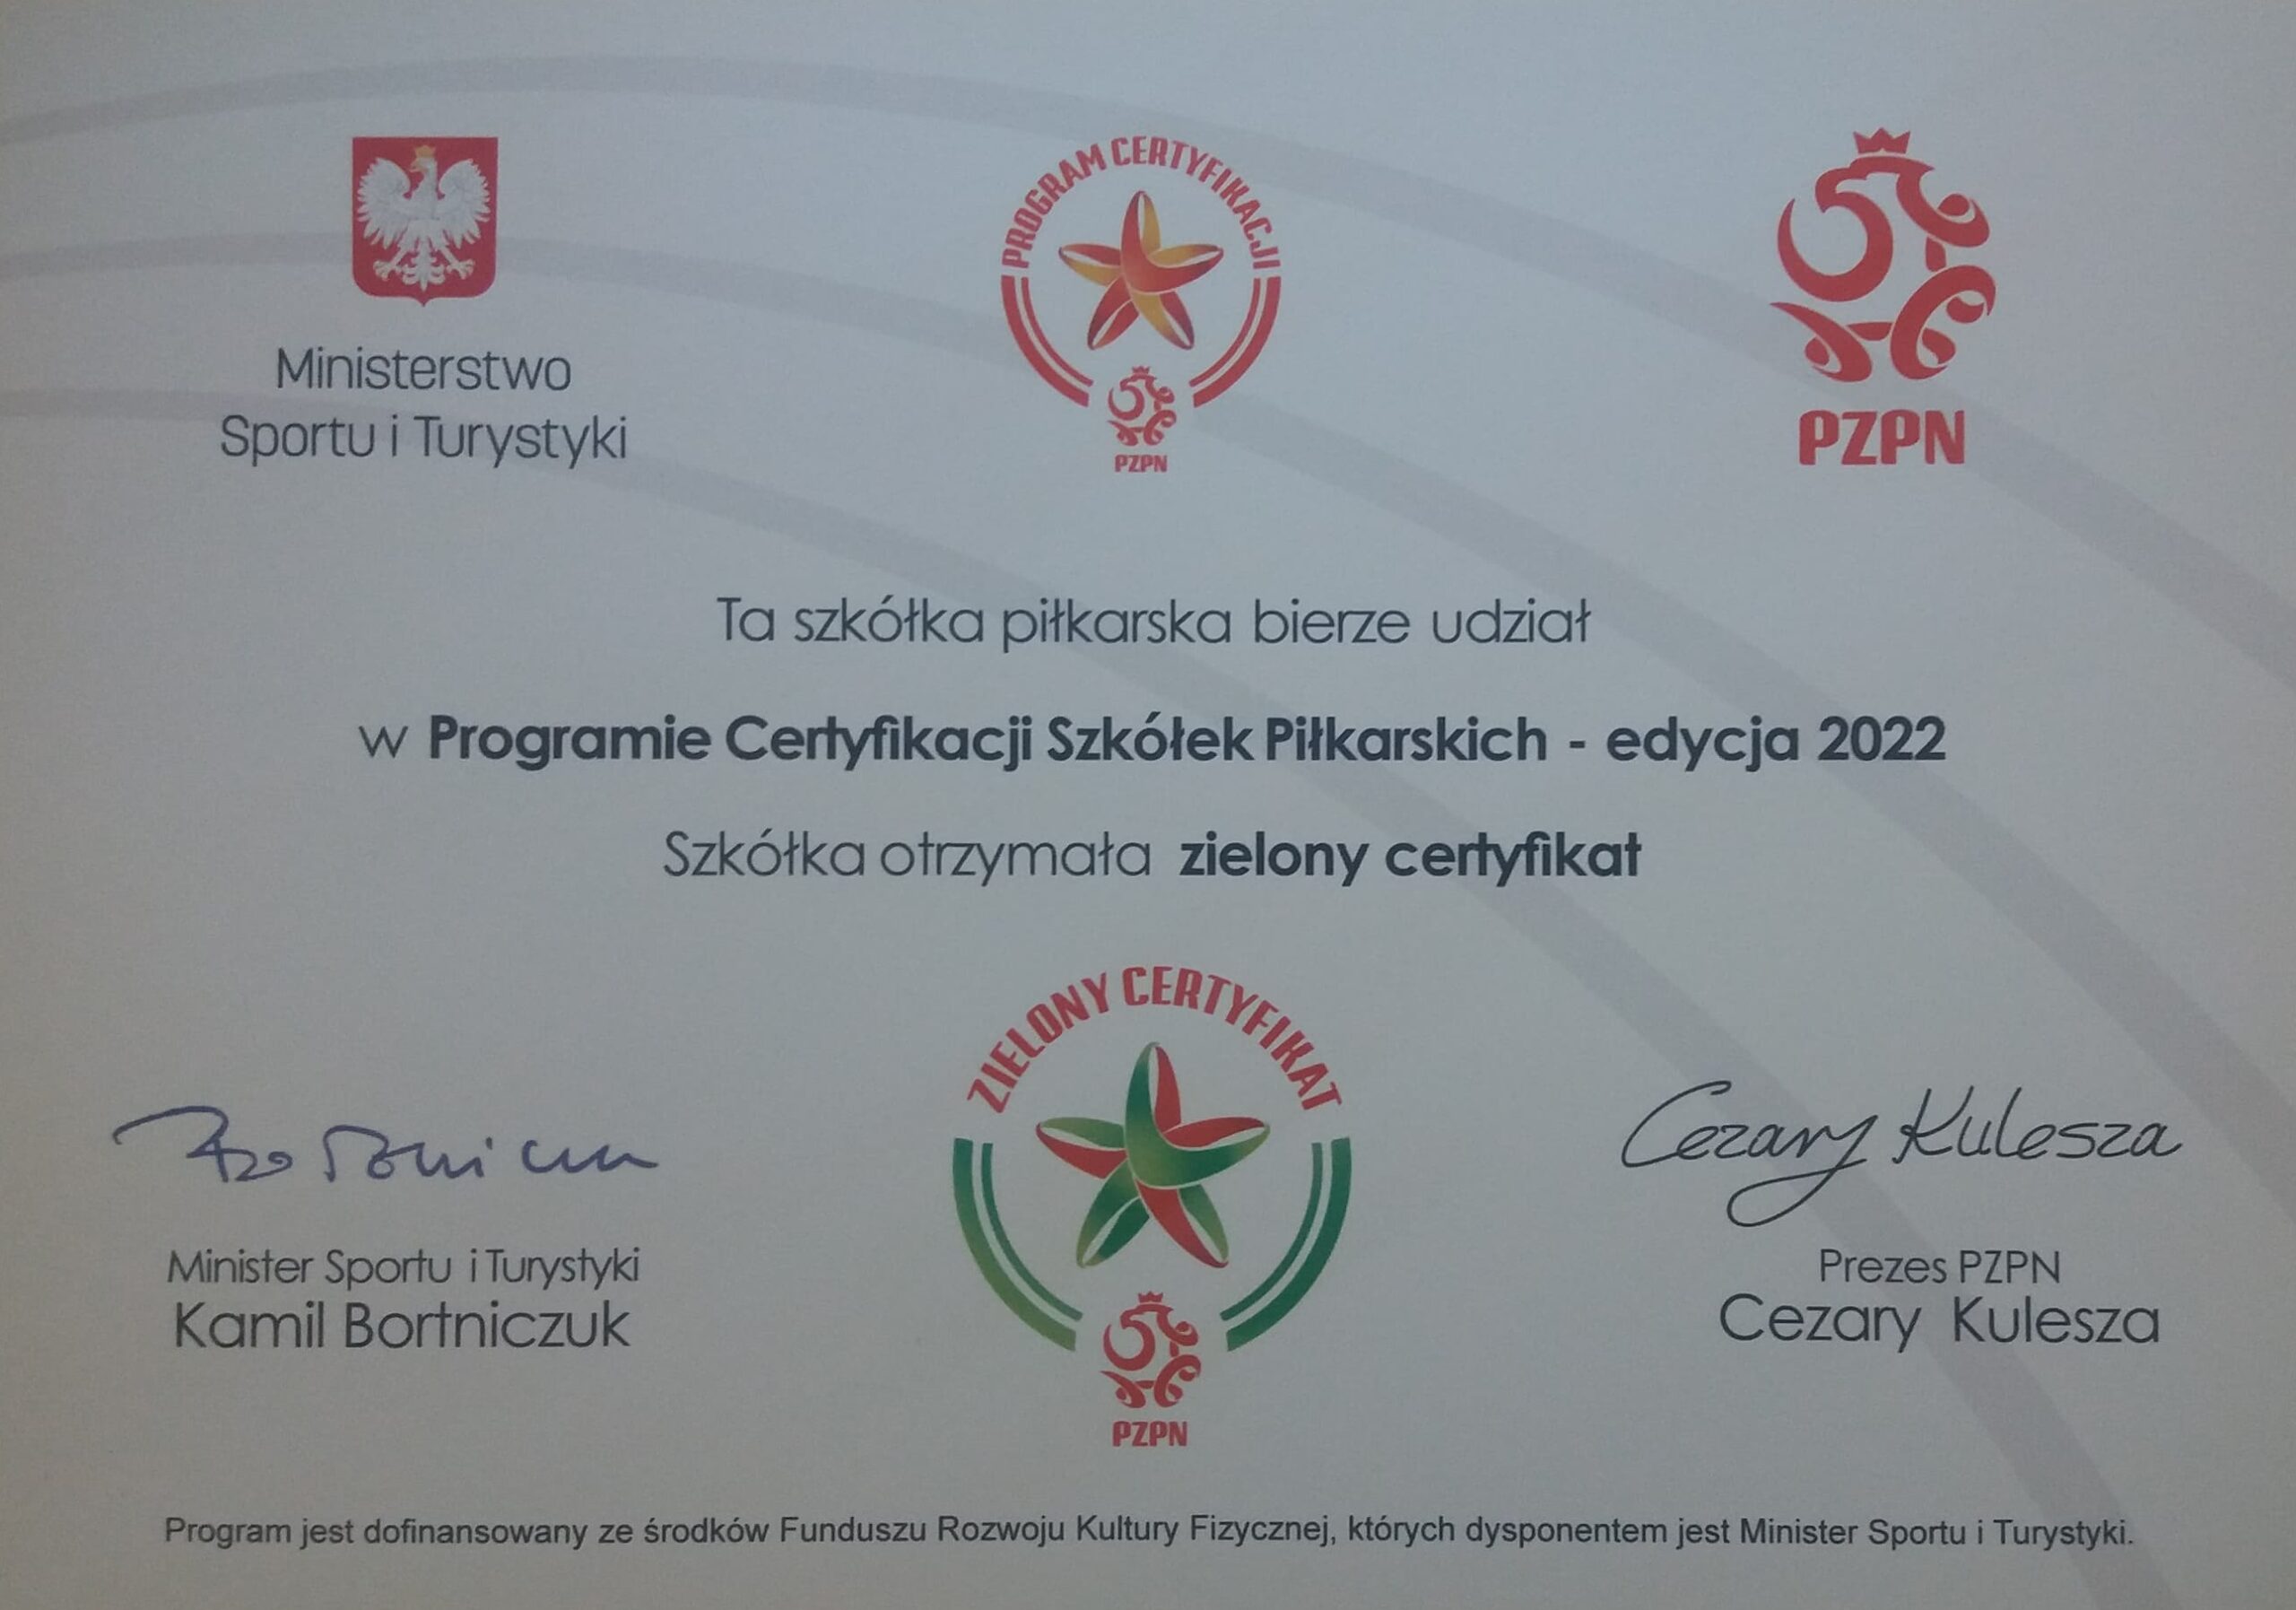 Ministerstwo
Sportu i Turystyki
PROGRAM CERTYFIKACJI
PZPN
PZPN
Ta szkółka piłkarska bierze udział
w Programie Certyfikacji Szkółek Piłkarskich - edycja 2022
Szkółka otrzymała zielony certyfikat
ZIELONY CERTYFIKAT
PZPN
Cezary Kulesza
Minister Sportu i Turystyki
Kamil Bortniczuk
Prezes PZPN
Cezary Kulesza
Program jest dofinansowany ze środków Funduszu Rozwoju Kultury Fizycznej, których dysponentem jest Minister Sportu i Turystyki.